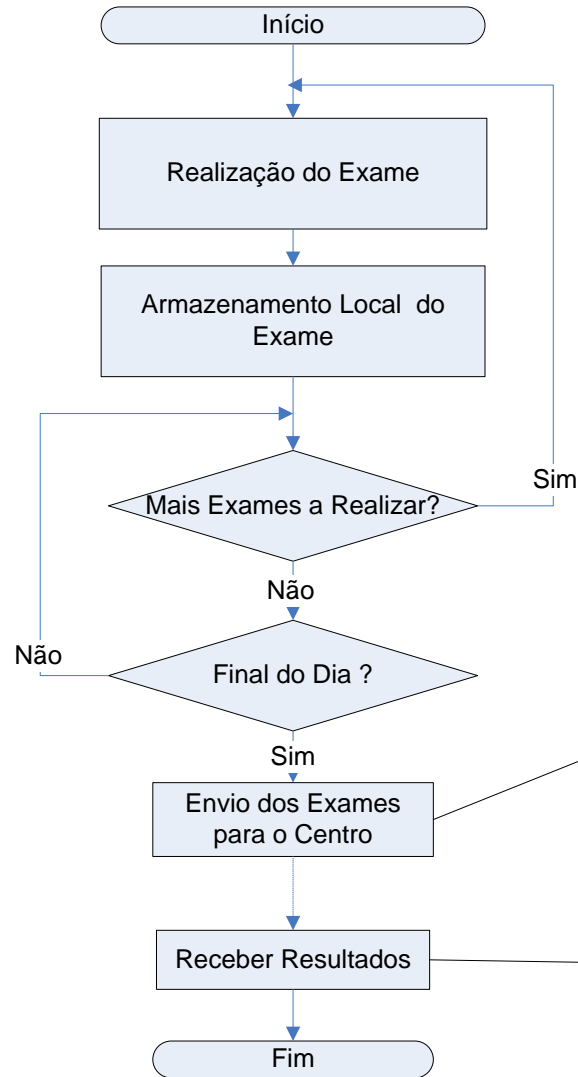 Início
Realização do Exame
Armazenamento Local do
Exame
Mais Exames a Realizar?
Sim
Não
Não
Final do Dia ?
Sim
Envio dos Exames
para o Centro
Receber Resultados
Fim